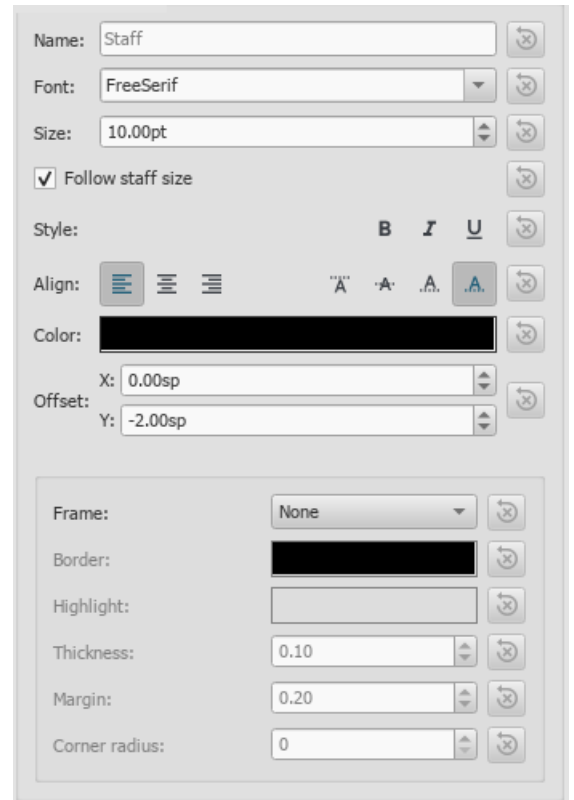 Name: Staff
Font: FreeSerif
Size: 10.00pt
Follow staff size
Style: B I U
Align: A A A A
Color:
Offset: X: 0.00sp
Y: -2.00sp
Frame: None
Border:
Highlight:
Thickness: 0.10
Margin: 0.20
Corner radius: 0